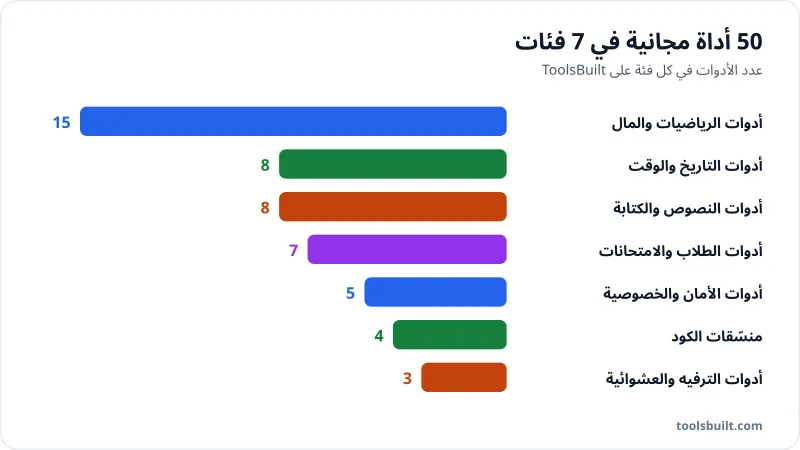 50 أداة مجانية في 7 فئات
عدد الأدوات في كل فئة على ToolsBuilt
أدوات الرياضيات والمال 15
أدوات التاريخ والوقت 8
أدوات النصوص والكتابة 8
أدوات الطلاب والامتحانات 7
أدوات الأمان والخصوصية 5
منسّقات الكود 4
أدوات الترفيه والعشوائية 3
toolsbuilt.com